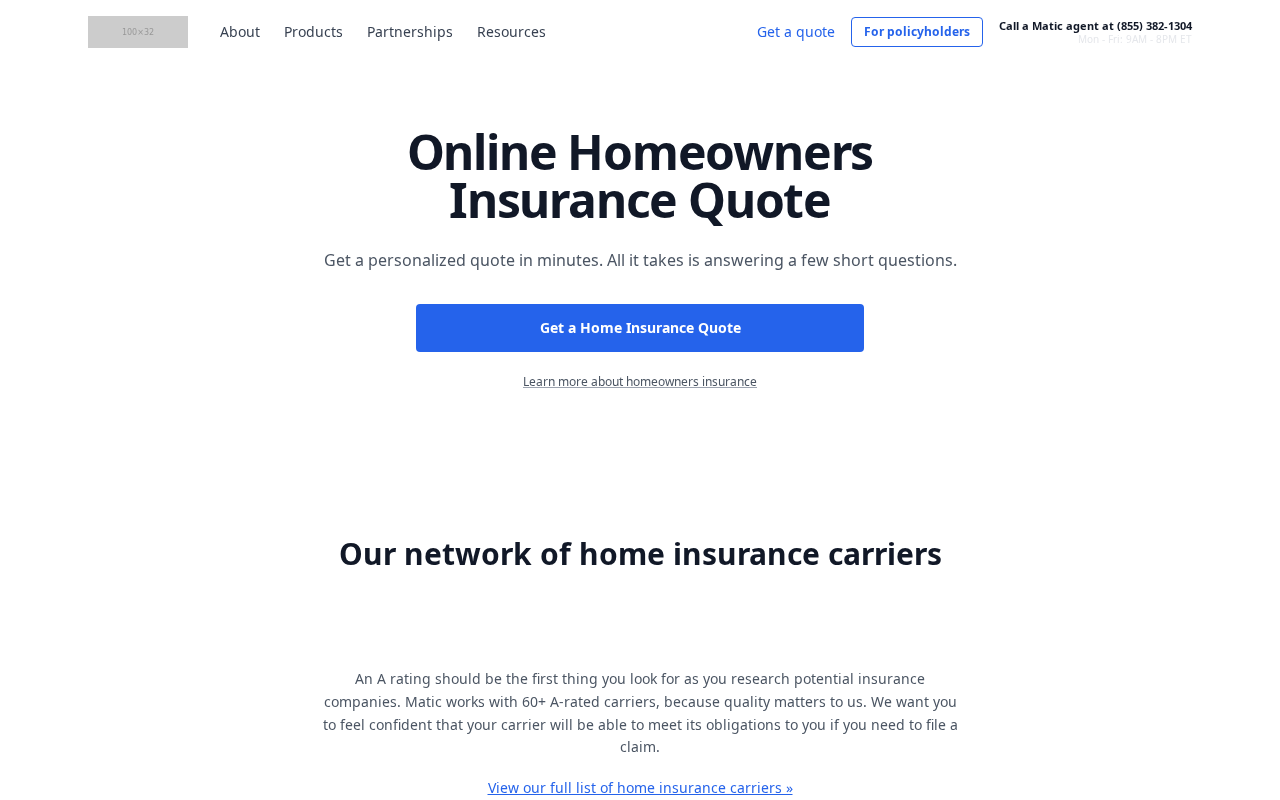 100×32
About
Products
Partnerships
Resources
Get a quote
For policyholders
Call a Matic agent at (855) 382-1304
Mon - Fri: 9AM - 8PM ET
Online Homeowners
Insurance Quote
Get a personalized quote in minutes. All it takes is answering a few short questions.
Get a Home Insurance Quote
Learn more about homeowners insurance
Our network of home insurance carriers
An A rating should be the first thing you look for as you research potential insurance
companies. Matic works with 60+ A-rated carriers, because quality matters to us. We want you
to feel confident that your carrier will be able to meet its obligations to you if you need to file a
claim.
View our full list of home insurance carriers »